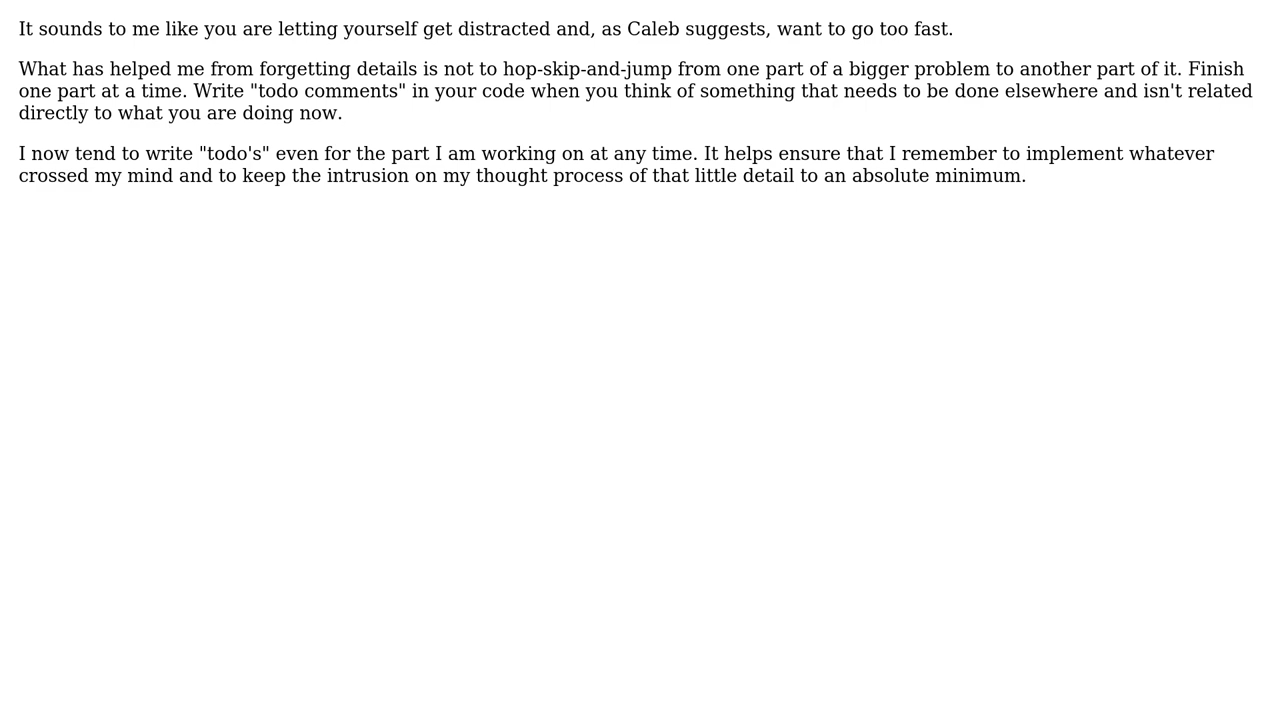 It sounds to me like you are letting yourself get distracted and, as Caleb suggests, want to go too fast.
What has helped me from forgetting details is not to hop-skip-and-jump from one part of a bigger problem to another part of it. Finish
one part at a time. Write "todo comments" in your code when you think of something that needs to be done elsewhere and isn't related
directly to what you are doing now.
I now tend to write "todo's" even for the part I am working on at any time. It helps ensure that I remember to implement whatever
crossed my mind and to keep the intrusion on my thought process of that little detail to an absolute minimum.